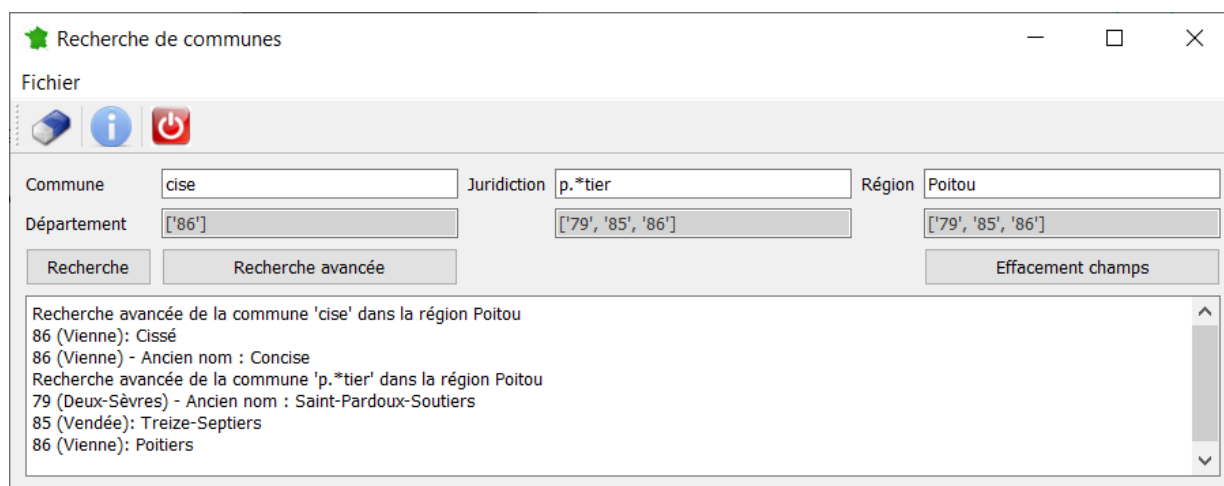 Recherche de communes
Fichier
Commune cise Juridiction p.*tier Région Poitou
Département ['86'] ['79', '85', '86'] ['79', '85', '86']
Recherche Recherche avancée Effacement champs
Recherche avancée de la commune 'cise' dans la région Poitou
86 (Vienne): Cissé
86 (Vienne) - Ancien nom : Concise
Recherche avancée de la commune 'p.*tier' dans la région Poitou
79 (Deux-Sèvres) - Ancien nom : Saint-Pardoux-Soutiers
85 (Vendée): Treize-Septiers
86 (Vienne): Poitiers